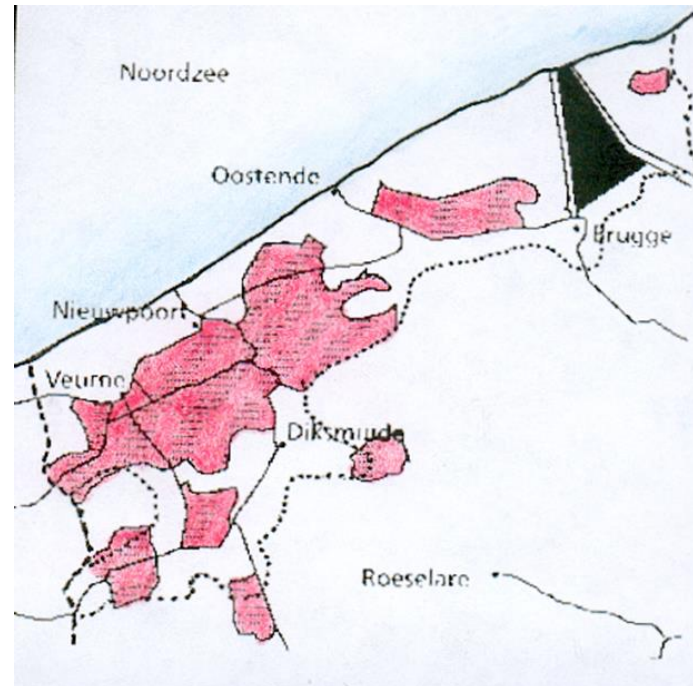 Noordzee
Oostende
Brugge
Nieuwpoort
Veurne
Diksmuide
Roeselare